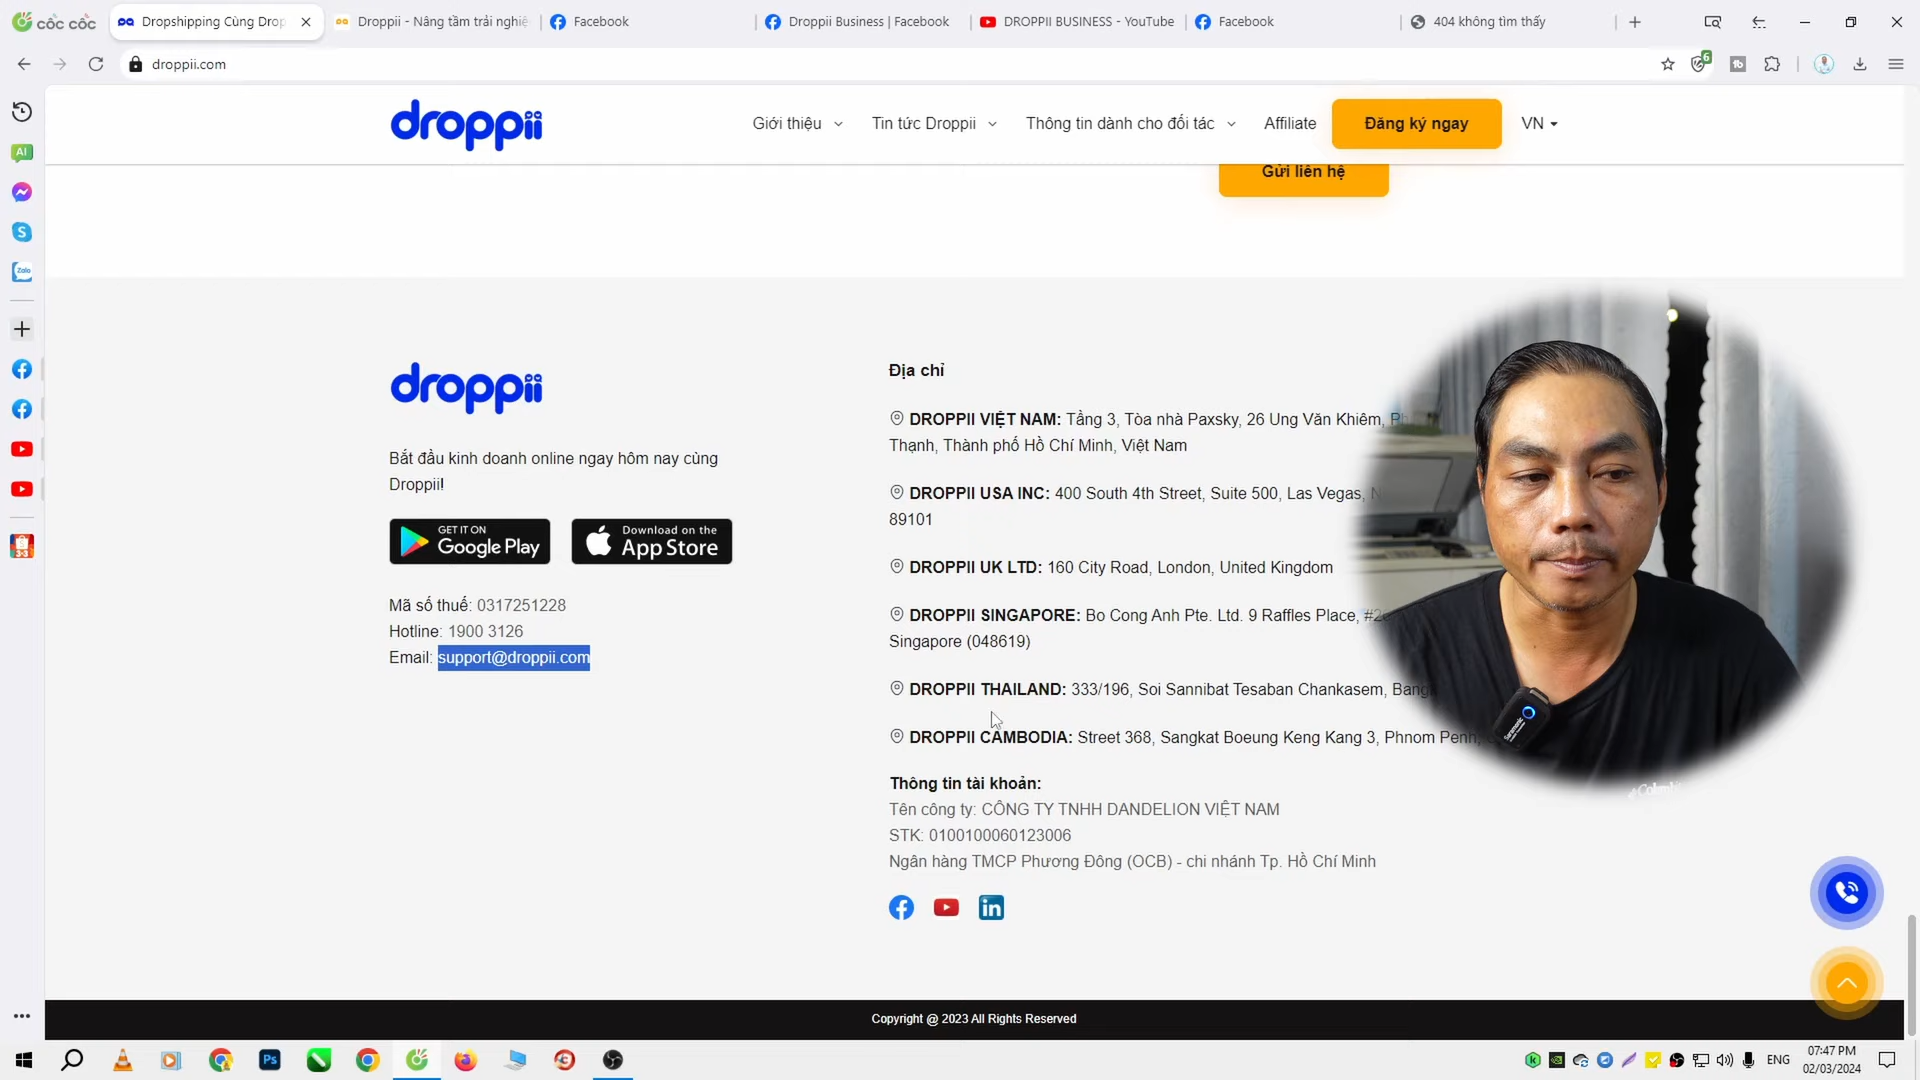 cốc cốc
Dropshipping Cùng Drop
Droppii - Nâng tầm trải nghiệ
Facebook
Droppii Business | Facebook
DROPPII BUSINESS - YouTube
Facebook
404 không tìm thấy
droppii.com
6
AI
Zalo
droppii
Giới thiệu
Tin tức Droppii
Thông tin dành cho đối tác
Affiliate
Đăng ký ngay
VN
Gửi liên hệ
droppii
Bắt đầu kinh doanh online ngay hôm nay cùng
Droppii!
GET IT ON
Google Play
Download on the
App Store
Mã số thuế: 0317251228
Hotline: 1900 3126
Email: support@droppii.com
Địa chỉ
DROPPII VIỆT NAM: Tầng 3, Tòa nhà Paxsky, 26 Ung Văn Khiêm,
Thạnh, Thành phố Hồ Chí Minh, Việt Nam
DROPPII USA INC: 400 South 4th Street, Suite 500, Las Vegas,
89101
DROPPII UK LTD: 160 City Road, London, United Kingdom
DROPPII SINGAPORE: Bo Cong Anh Pte. Ltd. 9 Raffles Place,
Singapore (048619)
DROPPII THAILAND: 333/196, Soi Sannibat Tesaban Chankasem,
DROPPII CAMBODIA: Street 368, Sangkat Boeung Keng Kang 3, Phnom Penh,
Thông tin tài khoản:
Tên công ty: CÔNG TY TNHH DANDELION VIỆT NAM
STK: 0100100060123006
Ngân hàng TMCP Phương Đông (OCB) - chi nhánh Tp. Hồ Chí Minh
Saramonic
Copyright @ 2023 All Rights Reserved
Ps
ENG
07:47 PM
02/03/2024